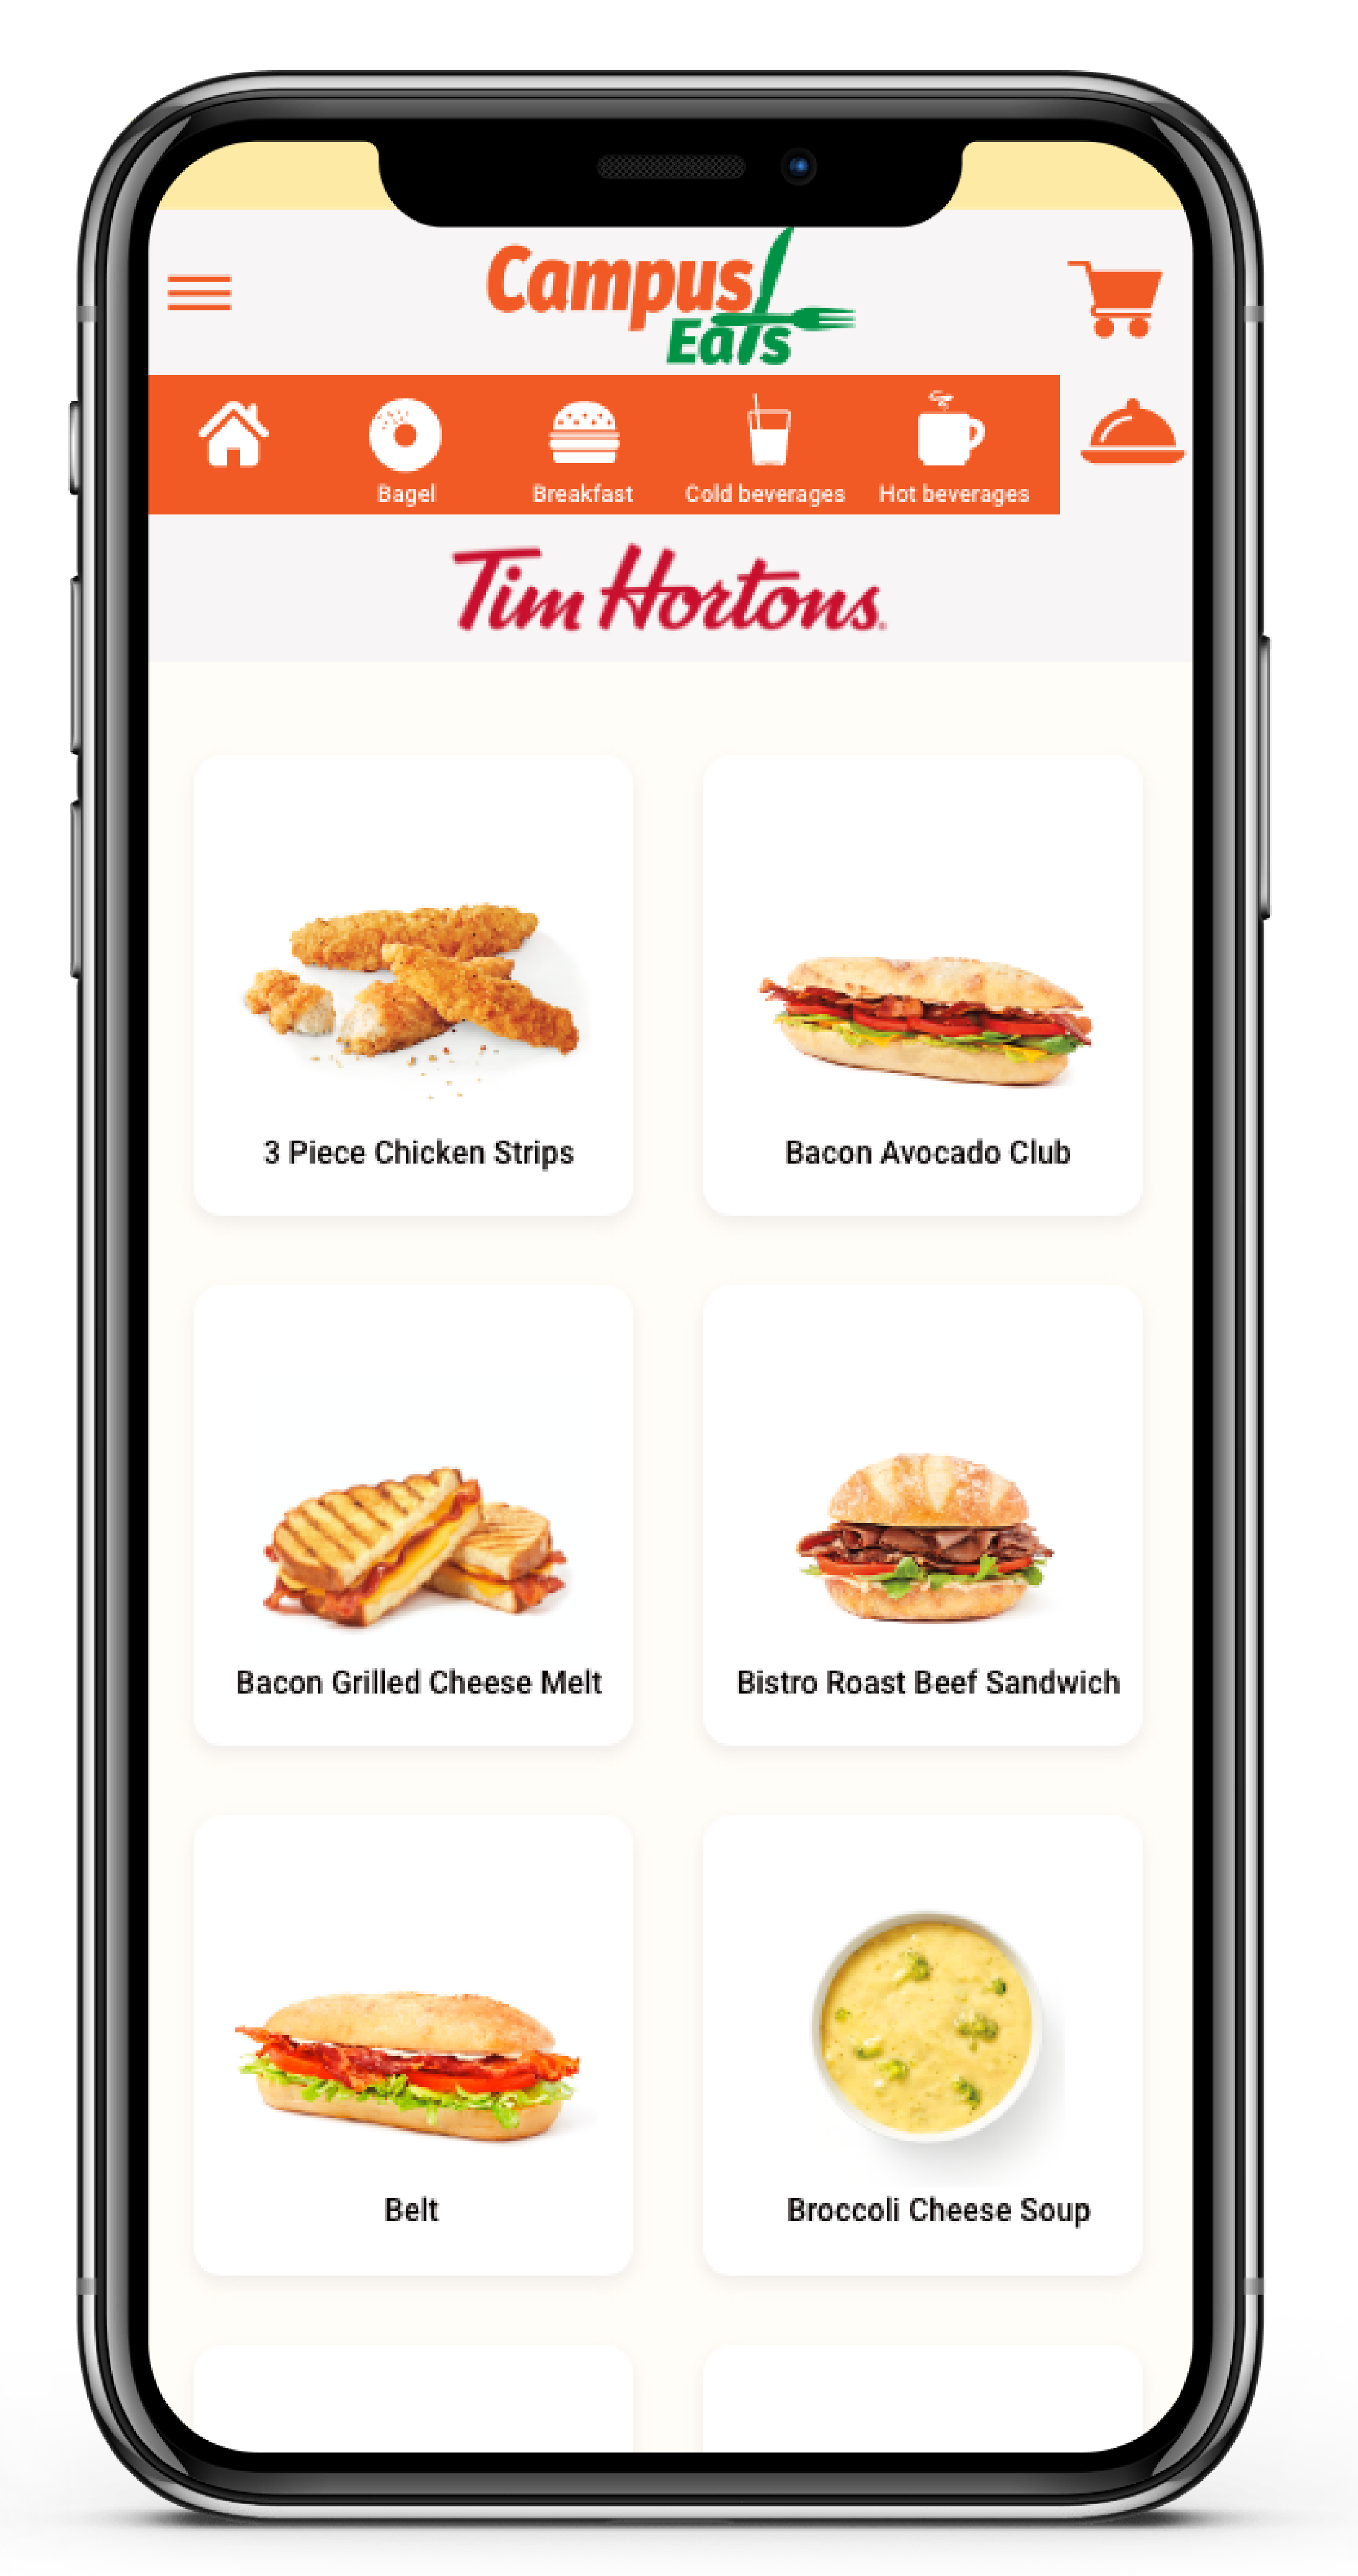 Campus
Eats
Bagel Breakfast Cold beverages Hot beverages
Tim Hortons
3 Piece Chicken Strips Bacon Avocado Club
Bacon Grilled Cheese Melt Bistro Roast Beef Sandwich
Belt Broccoli Cheese Soup